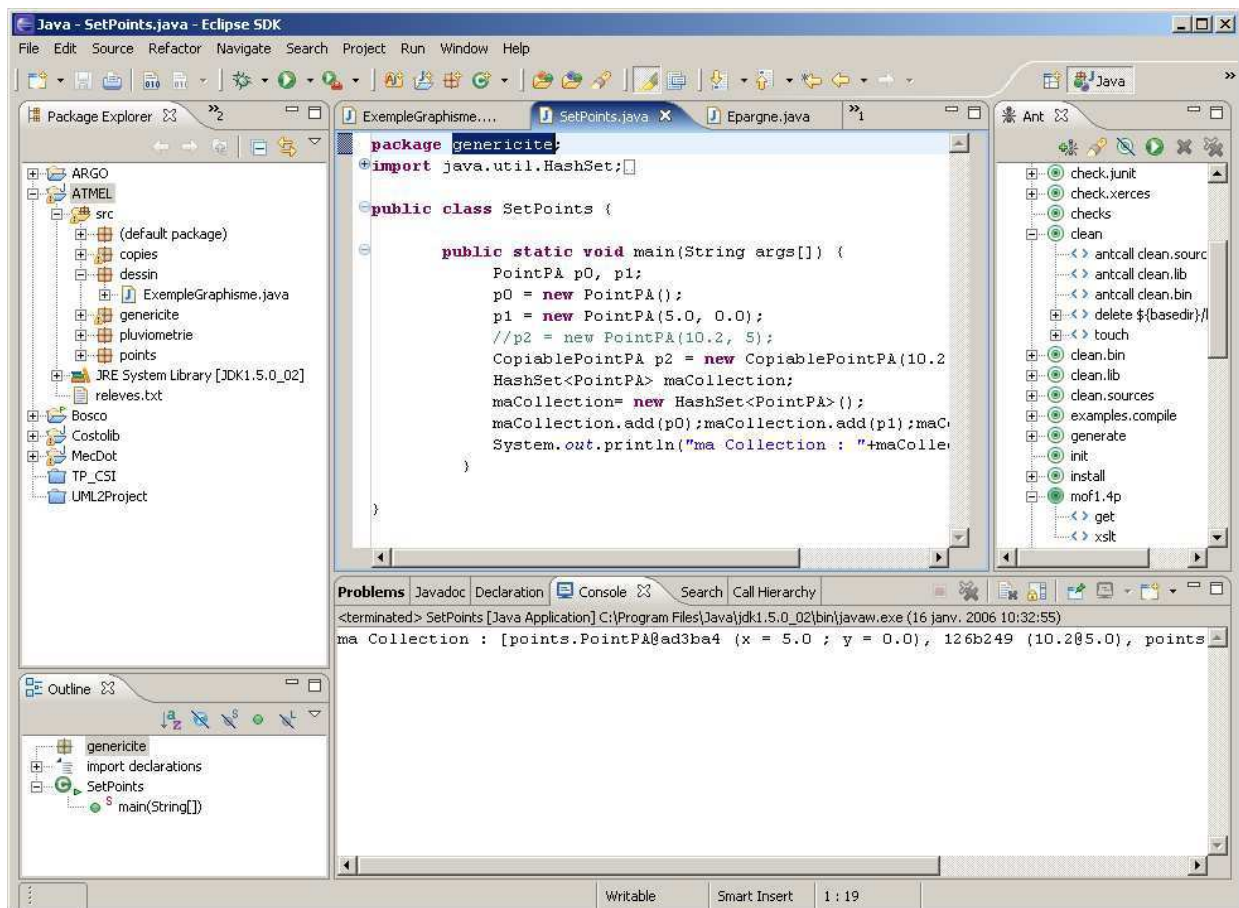 Java - SetPoints.java - Eclipse SDK
File Edit Source Refactor Navigate Search Project Run Window Help
Java
Package Explorer
2
ARGO
ATMEL
src
(default package)
copies
dessin
ExempleGraphisme.java
genericite
pluviometrie
points
JRE System Library [JDK1.5.0_02]
releves.txt
Bosco
Costolib
MecDot
TP_CSI
UML2Project
ExempleGraphisme....
SetPoints.java
Epargne.java
1
package genericite;
import java.util.HashSet;
public class SetPoints {
public static void main(String args[]) {
PointPA p0, p1;
p0 = new PointPA();
p1 = new PointPA(5.0, 0.0);
//p2 = new PointPA(10.2, 5);
CopiablePointPA p2 = new CopiablePointPA(10.2
HashSet<PointPA> maCollection;
maCollection= new HashSet<PointPA>();
maCollection.add(p0);maCollection.add(p1);maC
System.out.println("ma Collection : "+maColle
}
}
Ant
check.junit
check.xerces
checks
clean
antcall clean.sourc
antcall clean.lib
antcall clean.bin
delete ${basedir}/l
touch
clean.bin
clean.lib
clean.sources
examples.compile
generate
init
install
mof1.4p
get
xslt
Problems Javadoc Declaration Console Search Call Hierarchy
<terminated> SetPoints [Java Application] C:\Program Files\Java\jdk1.5.0_02\bin\javaw.exe (16 janv. 2006 10:32:55)
ma Collection : [points.PointPA@ad3ba4 (x = 5.0 ; y = 0.0), 126b249 (10.2@5.0), points
Outline
genericite
import declarations
SetPoints
main(String[])
Writable Smart Insert 1 : 19